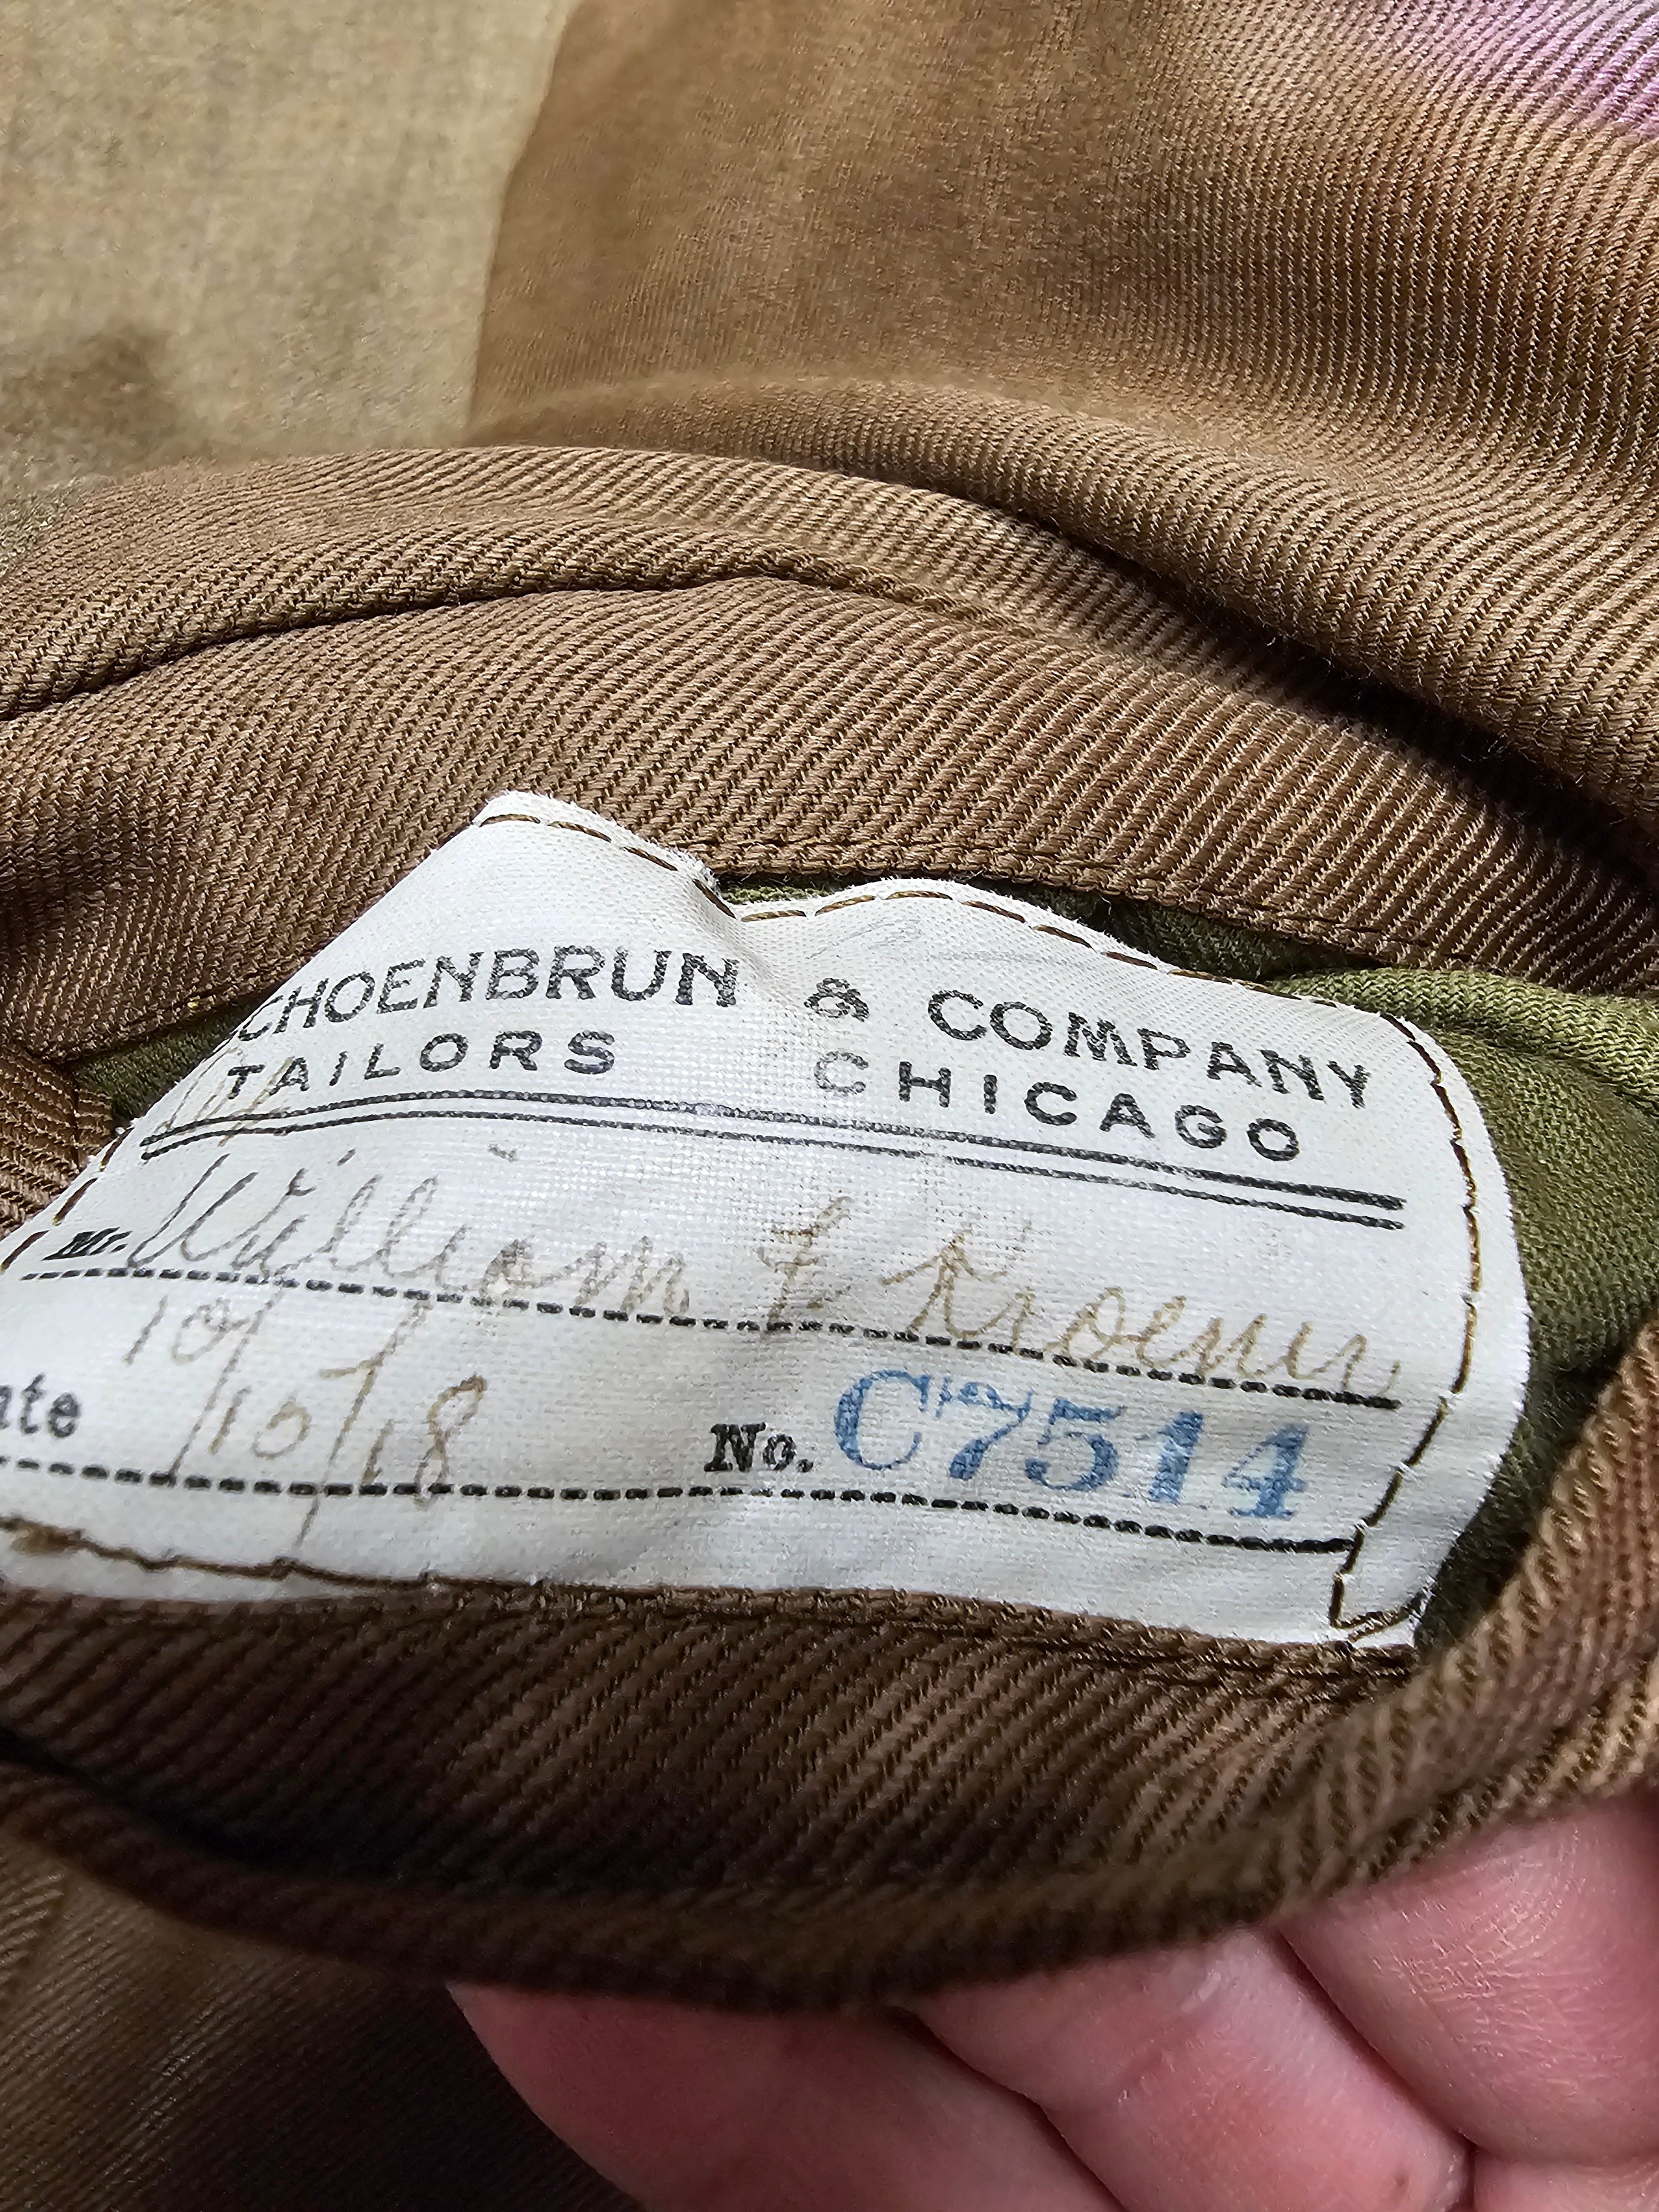 CHOENBRUN & COMPANY
TAILORS CHICAGO
Mr. William F
ate 10/10/18 No. C7514